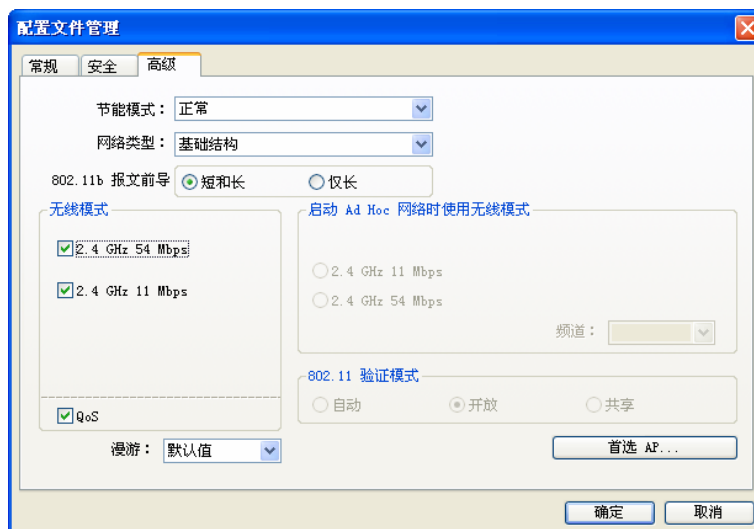 配置文件管理
常规 安全 高级
节能模式： 正常
网络类型： 基础结构
802.11b 报文前导 短和长 仅长
无线模式
2.4 GHz 54 Mbps
2.4 GHz 11 Mbps
QoS
漫游： 默认值
启动 Ad Hoc 网络时使用无线模式
2.4 GHz 11 Mbps
2.4 GHz 54 Mbps
频道：
802.11 验证模式
自动 开放 共享
首选 AP...
确定 取消